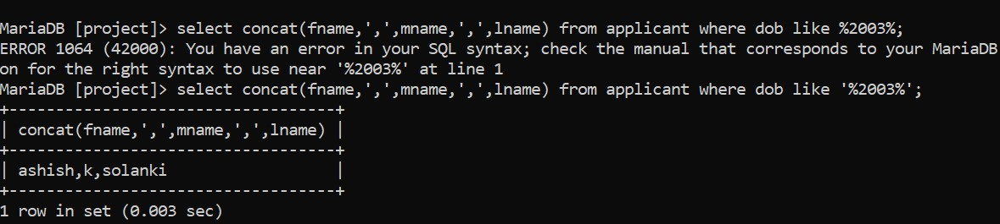 MariaDB [project]> select concat(fname,',',mname,',',lname) from applicant where dob like %2003%;
ERROR 1064 (42000): You have an error in your SQL syntax; check the manual that corresponds to your MariaDB
on for the right syntax to use near '%2003%' at line 1
MariaDB [project]> select concat(fname,',',mname,',',lname) from applicant where dob like '%2003%';
+-----------------------------------+
| concat(fname,',',mname,',',lname) |
+-----------------------------------+
| ashish,k,solanki                  |
+-----------------------------------+
1 row in set (0.003 sec)